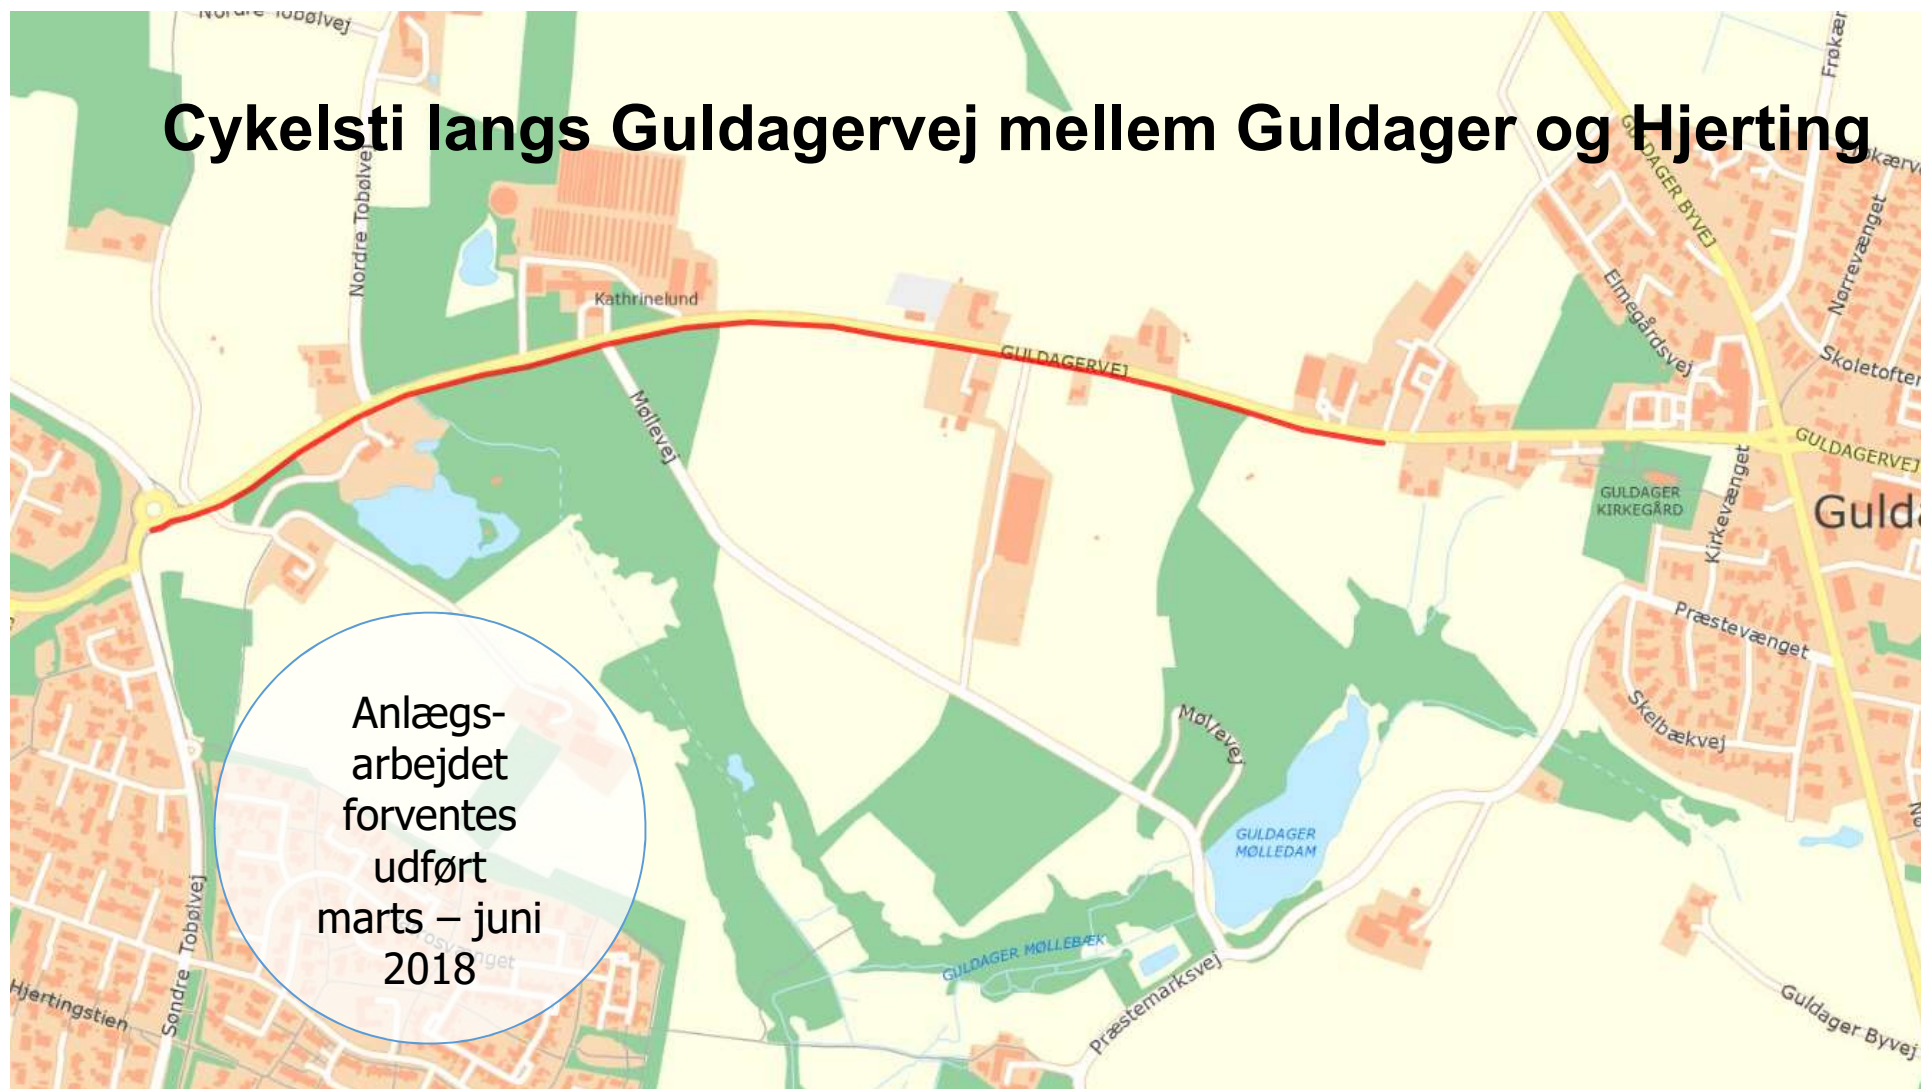 Nordre Tobølvej
Cykelsti langs Guldagervej mellem Guldager og Hjerting
GULDAGER BYVEJ
Nordre Tobølvej
Nørrevænget
Elmegårdsvej
Kathrinelund
GULDAGERVEJ
Skoletoften
Møllevej
GULDAGERVEJ
GULDAGER
KIRKEGÅRD
Kirkevænget
Præstevænget
Skelbækvej
Møllevej
Anlægs-
arbejdet
forventes
udført
marts – juni
2018
GULDAGER
MØLLEDAM
GULDAGER MØLLEBÆK
Præstemarksvej
Søndre Tobølvej
Hjertingstien
Guldager Byvej